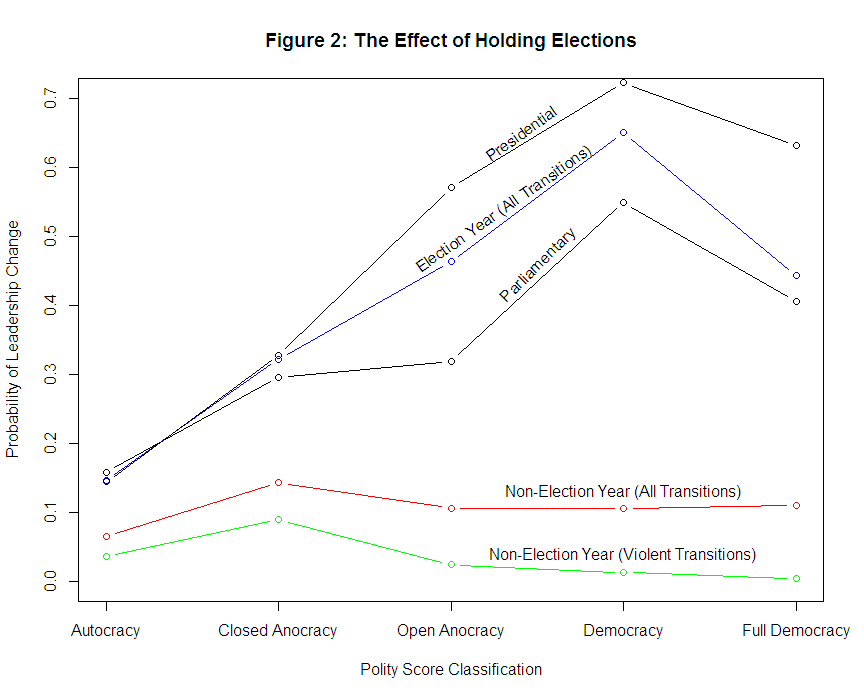 Figure 2: The Effect of Holding Elections
Probability of Leadership Change
0.7
0.6
0.5
0.4
0.3
0.2
0.1
0.0
Presidential
Election Year (All Transitions)
Parliamentary
Non-Election Year (All Transitions)
Non-Election Year (Violent Transitions)
Autocracy
Closed Anocracy
Open Anocracy
Democracy
Full Democracy
Polity Score Classification